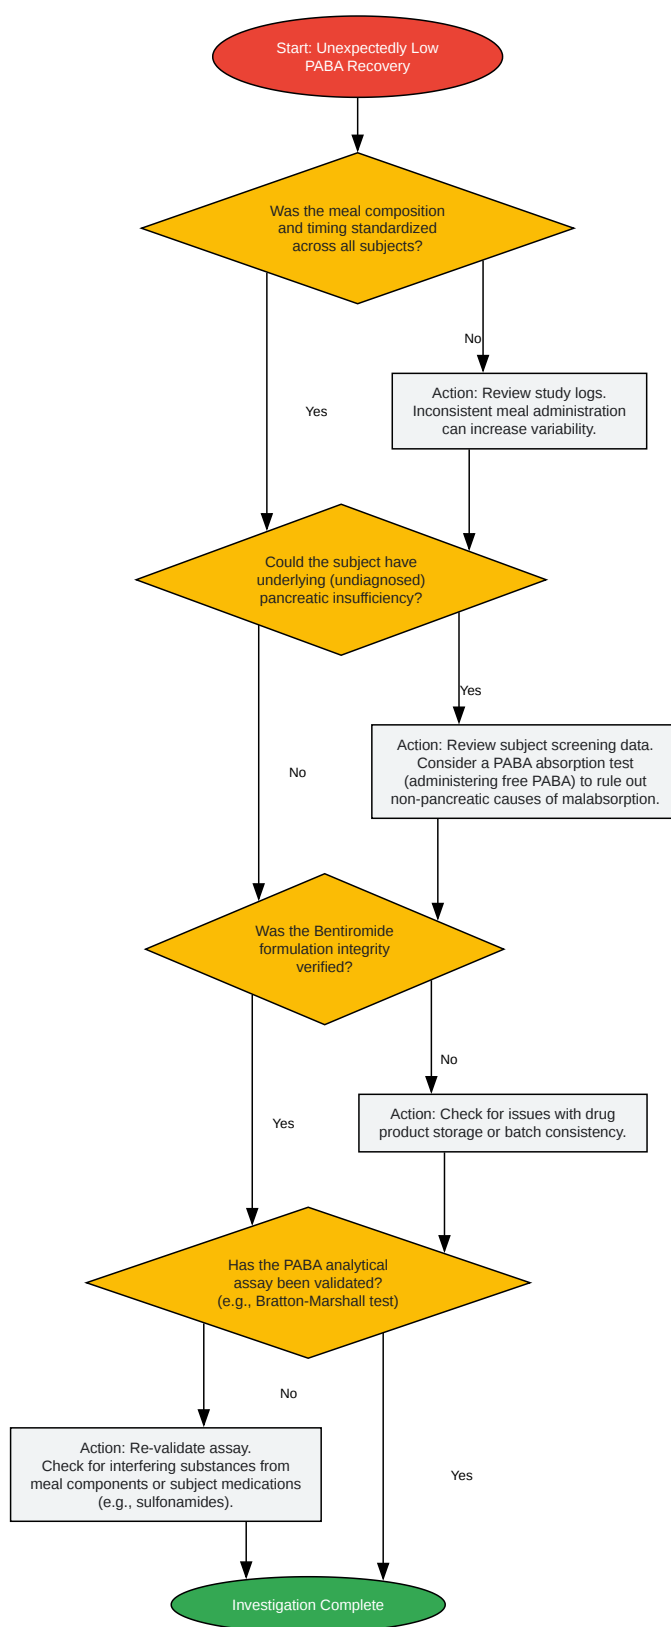 Start: Unexpectedly Low
PABA Recovery
Was the meal composition
and timing standardized
across all subjects?
No
Action: Review study logs.
Inconsistent meal administration
can increase variability.
Yes
Could the subject have
underlying (undiagnosed)
pancreatic insufficiency?
Yes
Action: Review subject screening data.
Consider a PABA absorption test
(administering free PABA) to rule out
non-pancreatic causes of malabsorption.
No
Was the Bentiromide
formulation integrity
verified?
No
Action: Check for issues with drug
product storage or batch consistency.
Yes
Has the PABA analytical
assay been validated?
(e.g., Bratton-Marshall test)
No
Action: Re-validate assay.
Check for interfering substances from
meal components or subject medications
(e.g., sulfonamides).
Yes
Investigation Complete